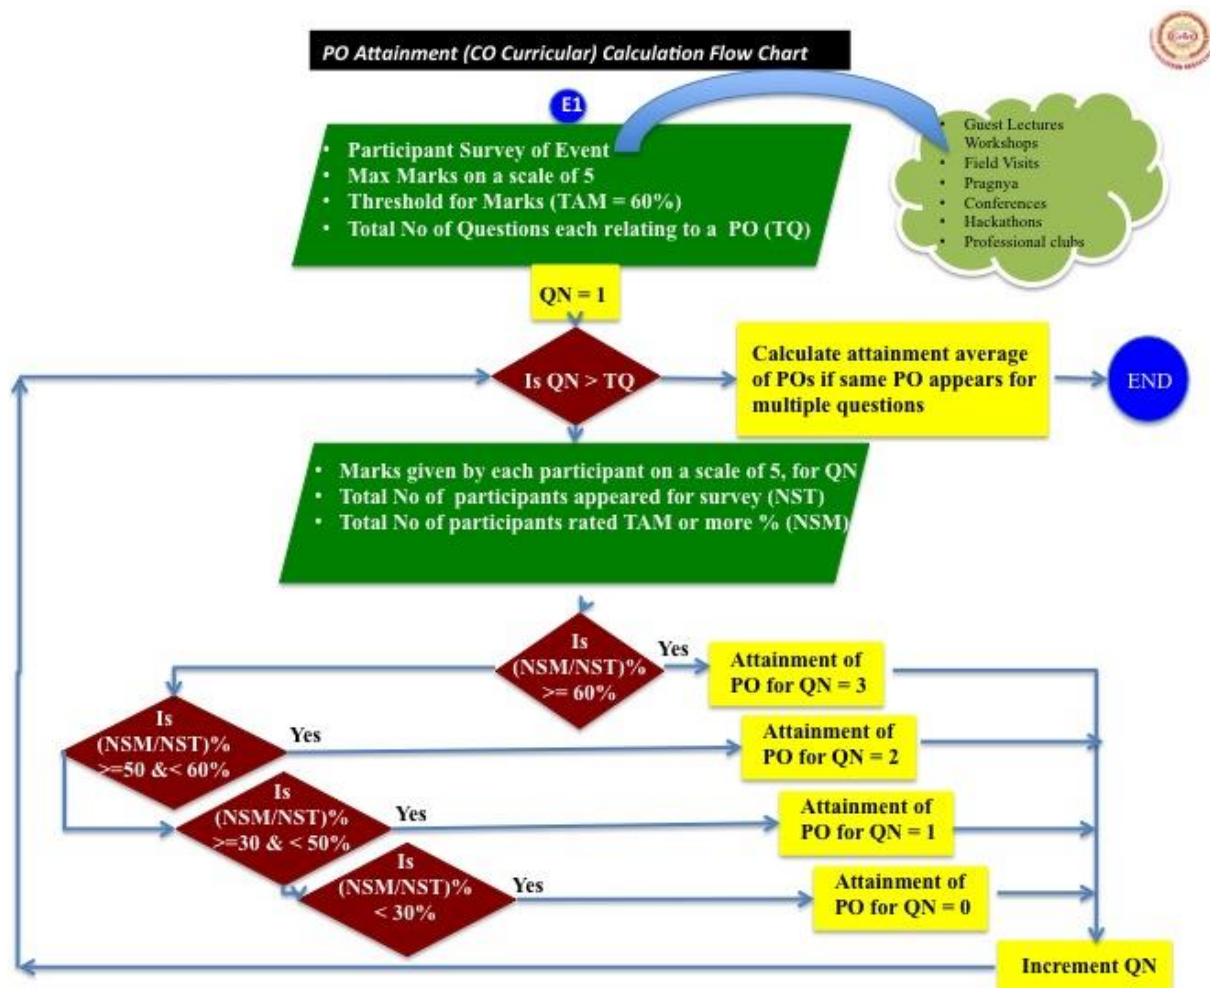 PO Attainment (CO Curricular) Calculation Flow Chart
E1
• Participant Survey of Event
• Max Marks on a scale of 5
• Threshold for Marks (TAM = 60%)
• Total No of Questions each relating to a PO (TQ)
• Guest Lectures
Workshops
• Field Visits
• Pragnya
• Conferences
• Hackathons
• Professional clubs
QN = 1
Is QN > TQ
Calculate attainment average
of POs if same PO appears for
multiple questions
END
• Marks given by each participant on a scale of 5, for QN
• Total No of participants appeared for survey (NST)
• Total No of participants rated TAM or more % (NSM)
Is
(NSM/NST)%
>= 60%
Yes
Attainment of
PO for QN = 3
Is
(NSM/NST)%
>=50 &< 60%
Yes
Attainment of
PO for QN = 2
Is
(NSM/NST)%
>=30 & < 50%
Yes
Attainment of
PO for QN = 1
Is
(NSM/NST)%
< 30%
Yes
Attainment of
PO for QN = 0
Increment QN